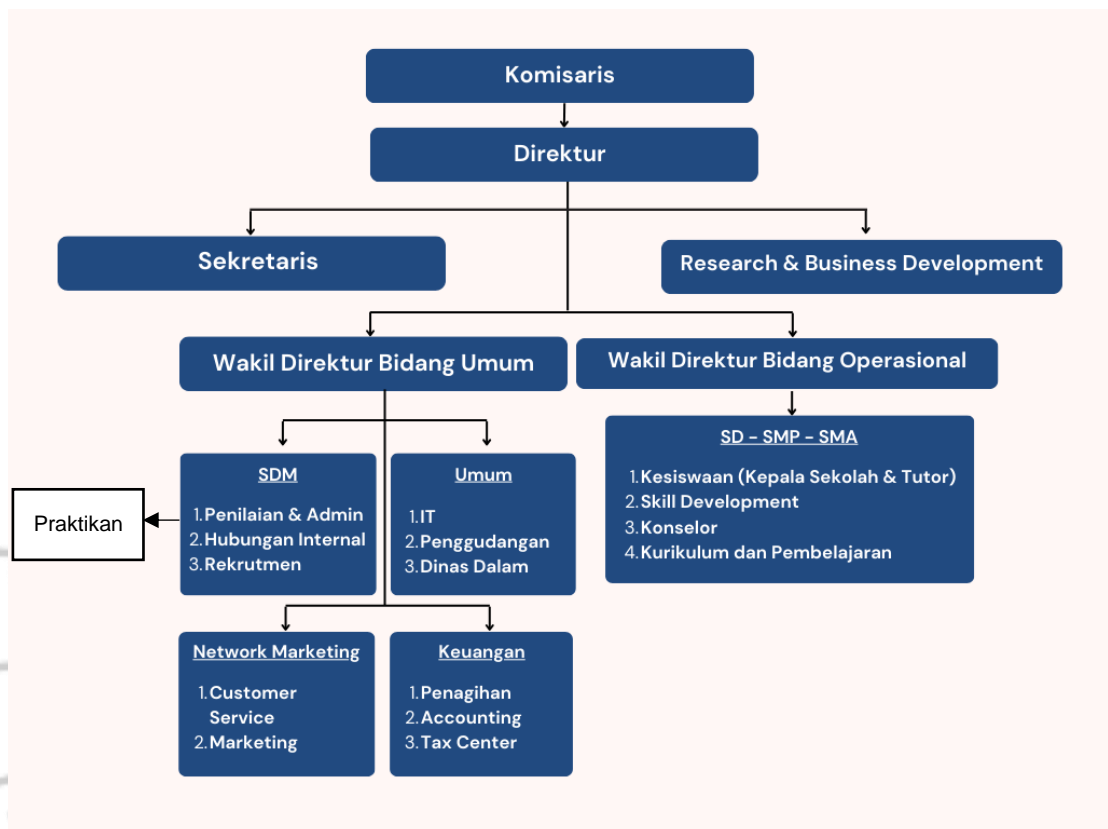 Komisaris
Direktur
Sekretaris
Research & Business Development
Wakil Direktur Bidang Umum
Wakil Direktur Bidang Operasional
SD - SMP - SMA
1.Kesiswaan (Kepala Sekolah & Tutor)
2.Skill Development
3.Konselor
4.Kurikulum dan Pembelajaran
SDM
1.Penilaian & Admin
2.Hubungan Internal
3.Rekrutmen
Umum
1.IT
2.Penggudangan
3.Dinas Dalam
Praktikan
Network Marketing
1.Customer
Service
2.Marketing
Keuangan
1.Penagihan
2.Accounting
3.Tax Center